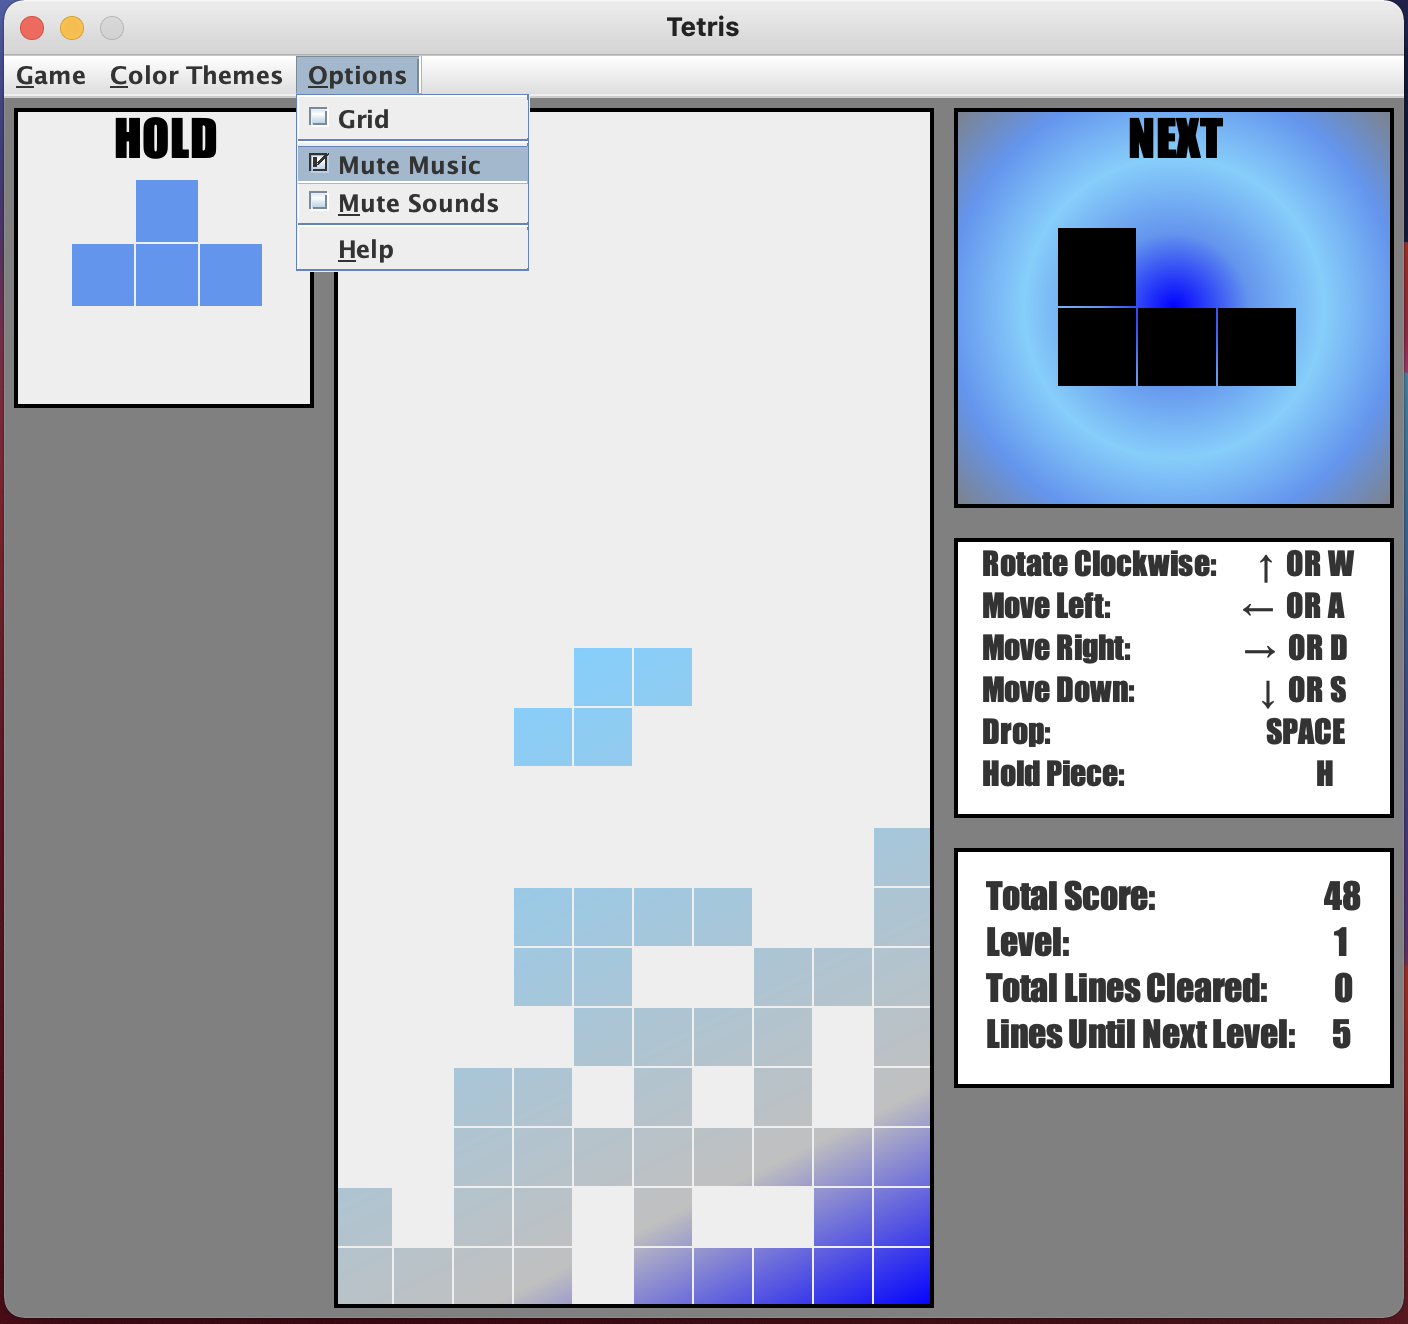 Tetris
Game Color Themes Options
Grid
Mute Music
Mute Sounds
Help
HOLD
NEXT
Rotate Clockwise: ↑ OR W
Move Left: ← OR A
Move Right: → OR D
Move Down: ↓ OR S
Drop: SPACE
Hold Piece: H
Total Score: 48
Level: 1
Total Lines Cleared: 0
Lines Until Next Level: 5